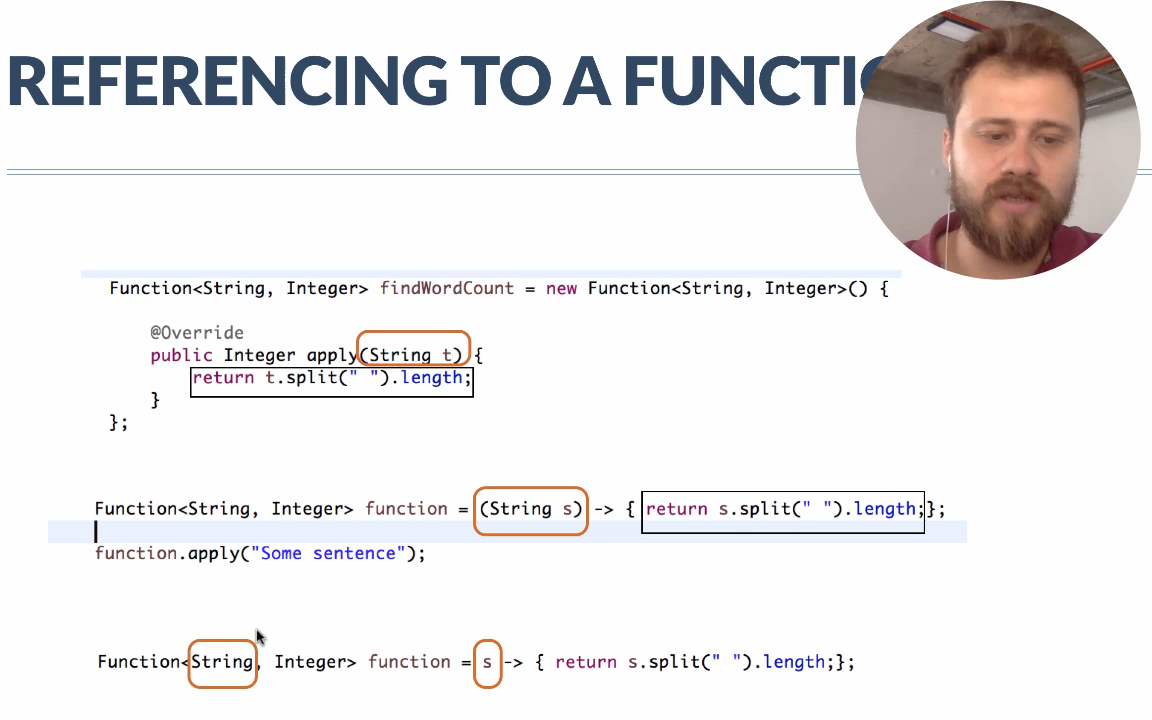 REFERENCING TO A
Function<String, Integer> findWordCount = new Function<String, Integer>() {
@Override
public Integer apply(String t) {
return t.split(" ").length;
}
};
Function<String, Integer> function = (String s) -> { return s.split(" ").length;};
function.apply("Some sentence");
Function<String, Integer> function = s -> { return s.split(" ").length;};